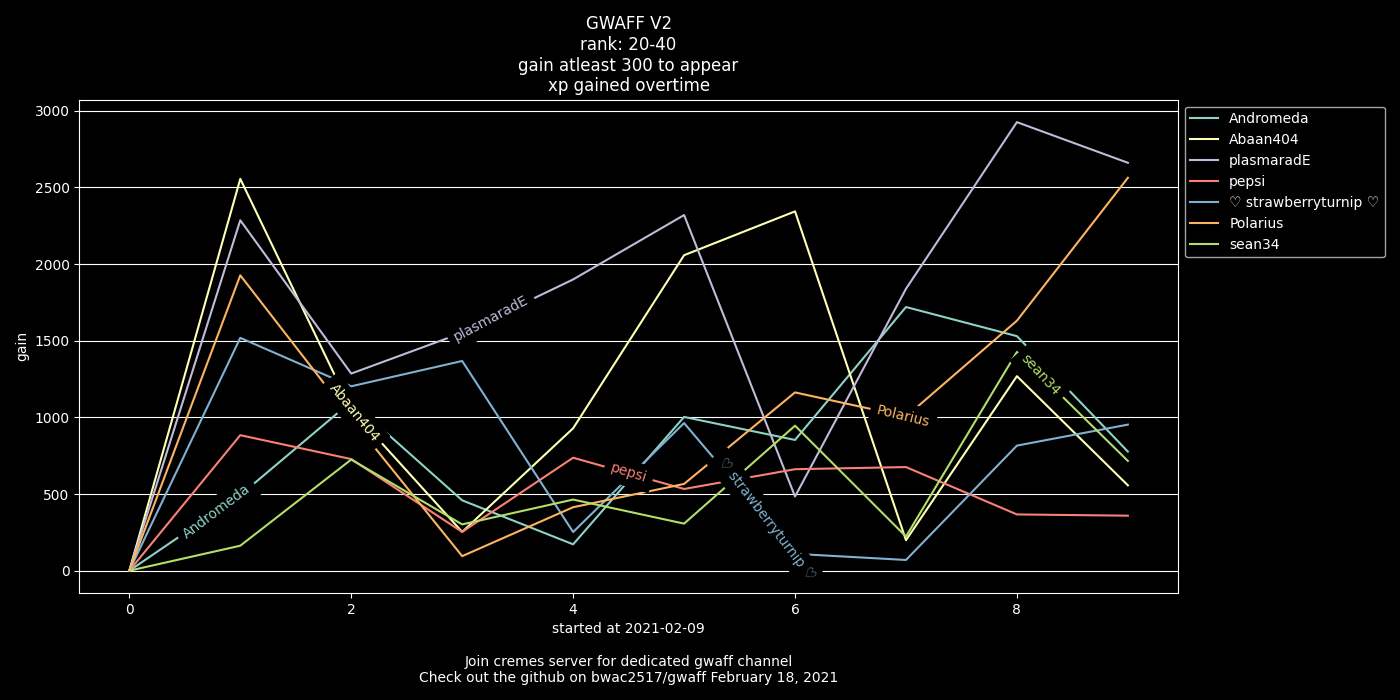 GWAFF V2
rank: 20-40
gain atleast 300 to appear
xp gained overtime
3000
2500
2000
1500
1000
500
0
gain
0 2 4 6 8
Andromeda
Abaan404
plasmaradE
pepsi
♡ strawberryturnip ♡
Polarius
sean34
Andromeda
Abaan404
plasmaradE
pepsi
♡ strawberryturnip ♡
Polarius
sean34
started at 2021-02-09
Join cremes server for dedicated gwaff channel
Check out the github on bwac2517/gwaff February 18, 2021